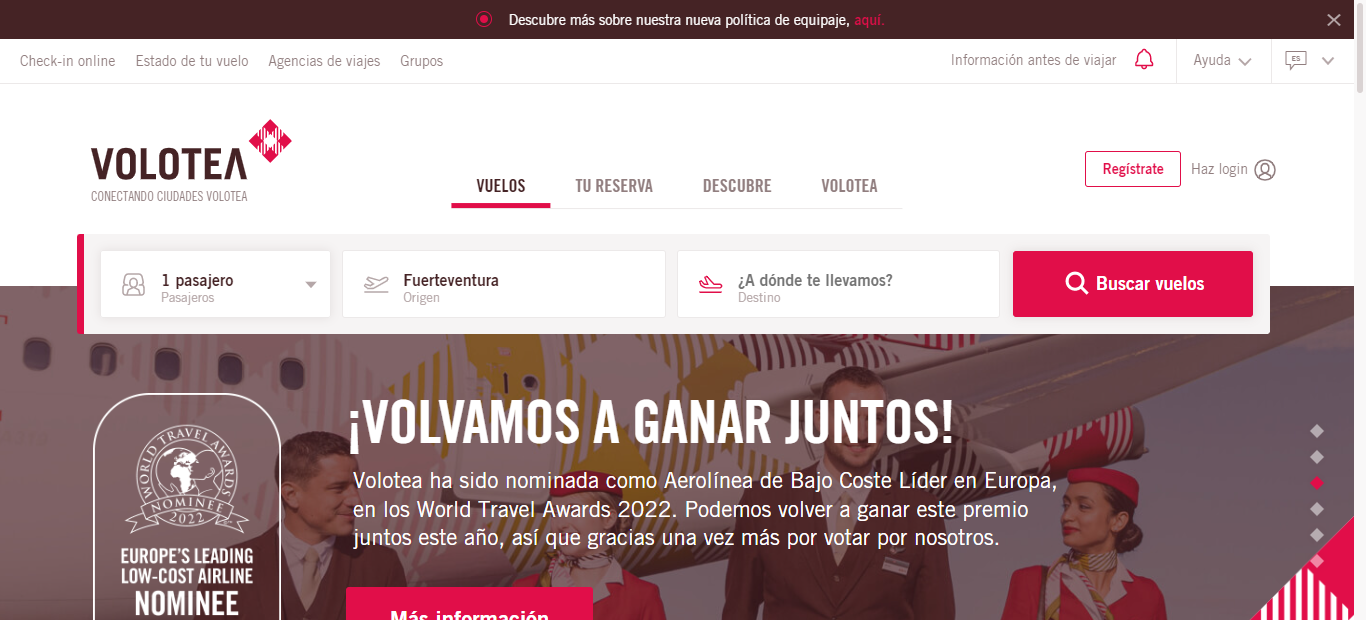 Descubre más sobre nuestra nueva política de equipaje, aquí.
Check-in online Estado de tu vuelo Agencias de viajes Grupos Información antes de viajar Ayuda ES
VOLOTEA
CONECTANDO CIUDADES VOLOTEA
VUELOS TU RESERVA DESCUBRE VOLOTEA
Regístrate Haz login
1 pasajero
Pasajeros
Fuerteventura
Origen
¿A dónde te llevamos?
Destino
Buscar vuelos
WORLD TRAVEL AWARDS
NOMINEE
2022
EUROPE'S LEADING
LOW-COST AIRLINE
NOMINEE
¡VOLVAMOS A GANAR JUNTOS!
Volotea ha sido nominada como Aerolínea de Bajo Coste Líder en Europa,
en los World Travel Awards 2022. Podemos volver a ganar este premio
juntos este año, así que gracias una vez más por votar por nosotros.
Más información